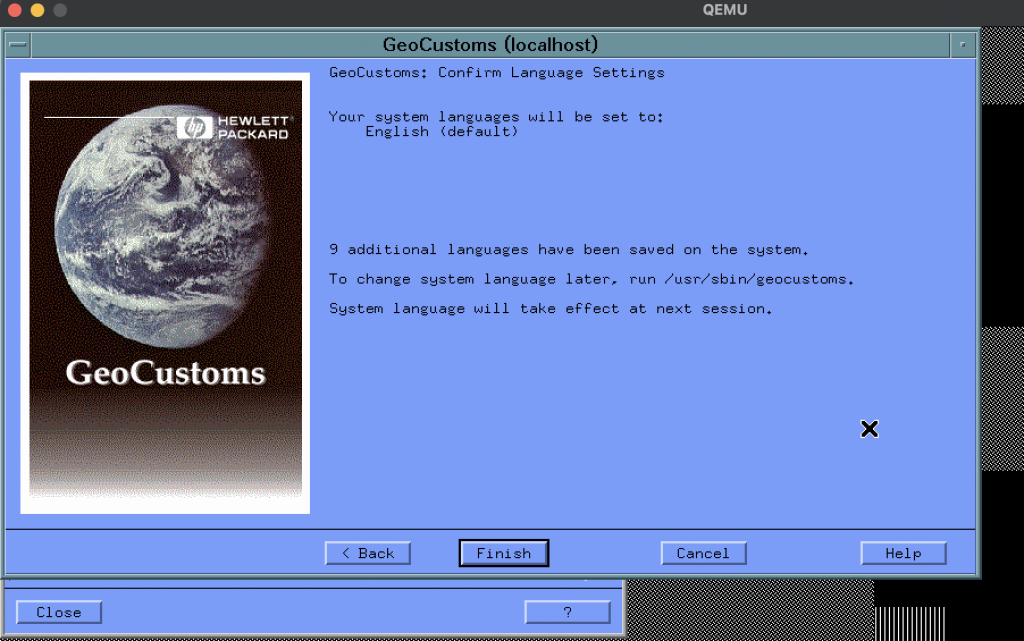 QEMU
GeoCustoms (localhost)
GeoCustoms: Confirm Language Settings
Your system languages will be set to:
English (default)
hp HEWLETT
PACKARD
9 additional languages have been saved on the system.
To change system language later, run /usr/sbin/geocustoms.
System language will take effect at next session.
GeoCustoms
< Back
Finish
Cancel
Help
Close
?